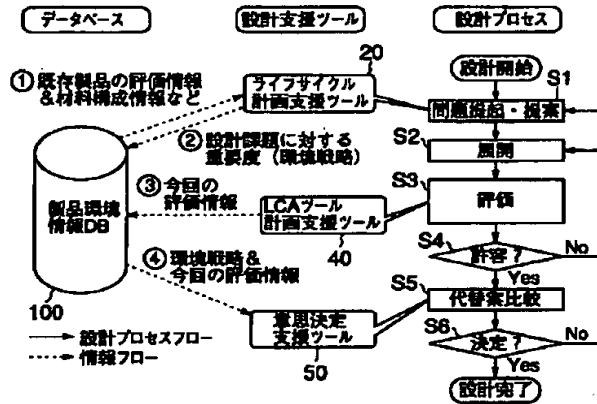 データベース
設計支援ツール
設計プロセス
20
設計開始
①既存製品の評価情報
&材料構成情報など
ライフサイクル
計画支援ツール
S1
問題提起・提案
②設計課題に対する
重要度(環境戦略)
S2
展開
③今回の
評価情報
LCAツール
計画支援ツール
40
S3
評価
製品環境
情報DB
100
④環境戦略&
今回の評価情報
S4
許容?
No
Yes
S5
代替案比較
意思決定
支援ツール
50
S6
決定?
No
Yes
設計完了
設計プロセスフロー
情報フロー